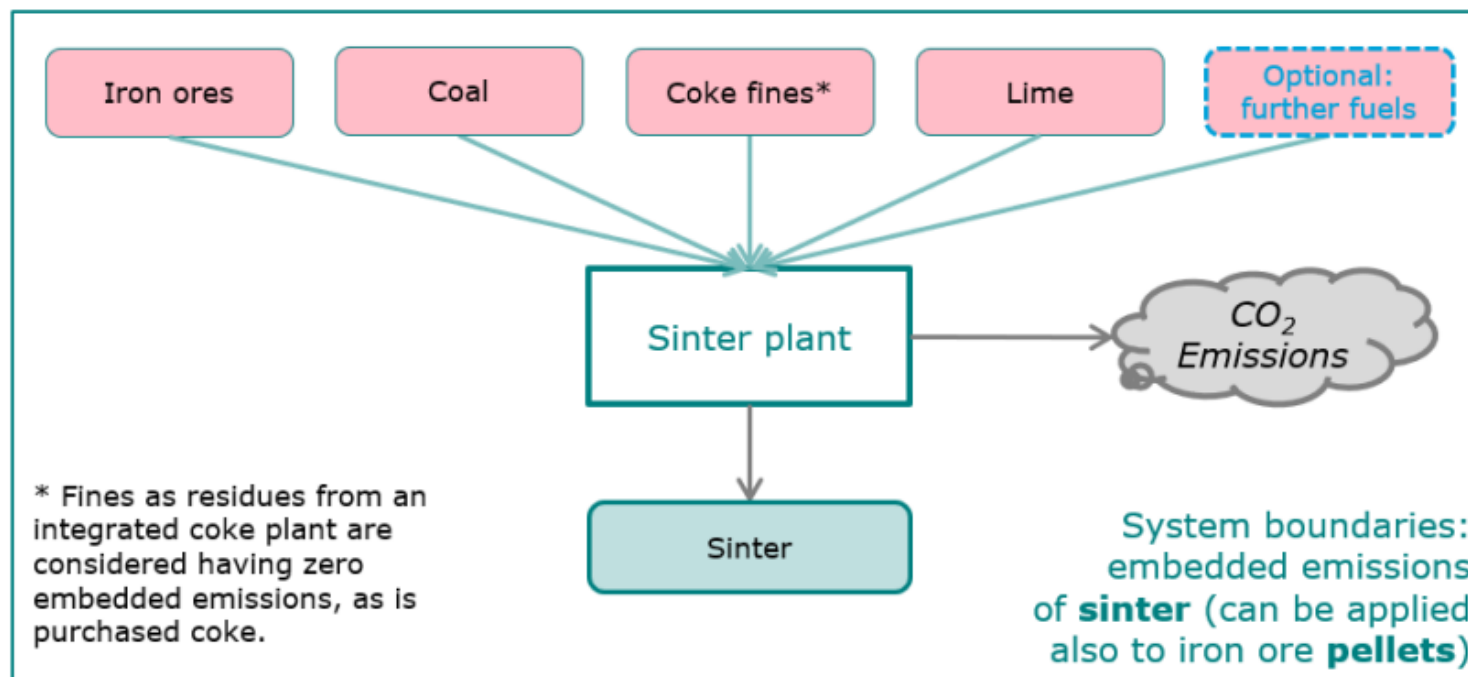 Iron ores
Coal
Coke fines*
Lime
Optional:
further fuels
Sinter plant
CO₂
Emissions
* Fines as residues from an
integrated coke plant are
considered having zero
embedded emissions, as is
purchased coke.
Sinter
System boundaries:
embedded emissions
of sinter (can be applied
also to iron ore pellets)